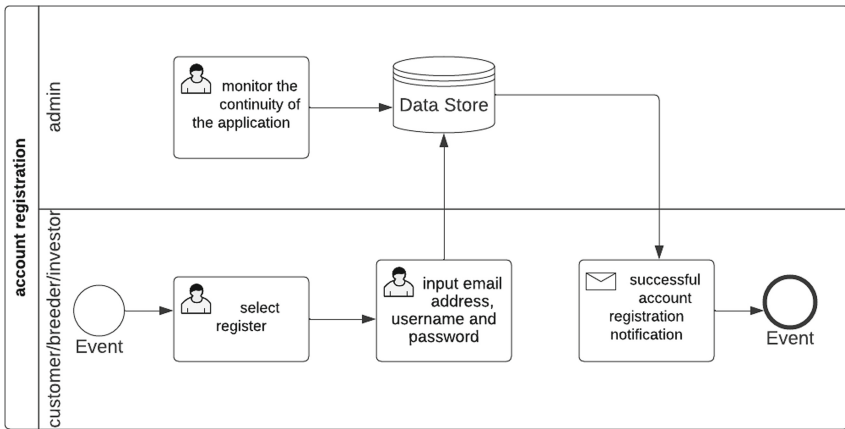 account registration
admin
monitor the
continuity of
the application
Data Store
customer/breeder/investor
Event
select
register
input email
address,
username and
password
successful
account
registration
notification
Event